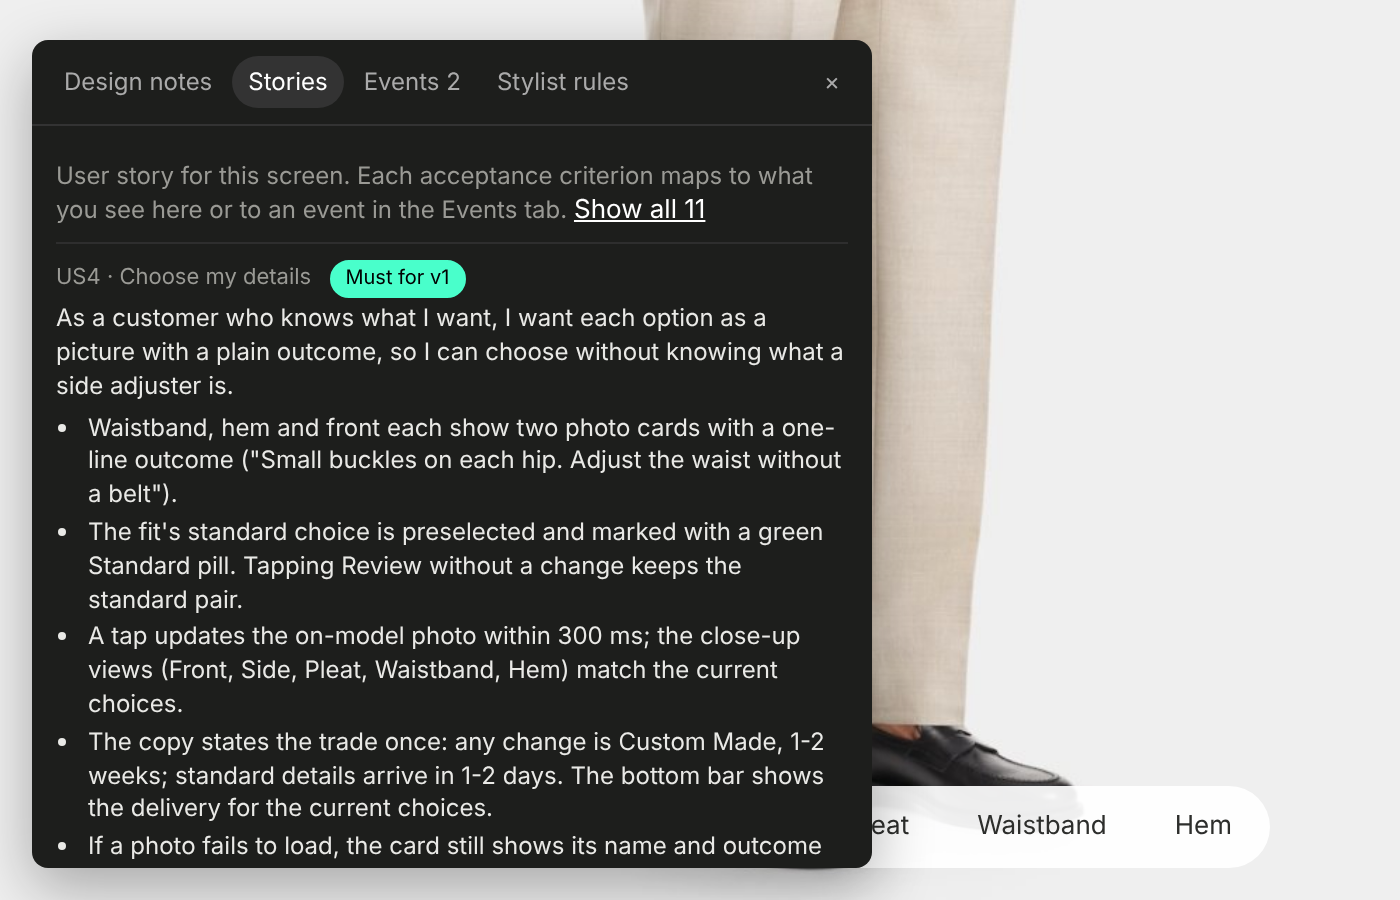 Design notes Stories Events 2 Stylist rules ×
User story for this screen. Each acceptance criterion maps to what
you see here or to an event in the Events tab. Show all 11
US4 · Choose my details Must for v1
As a customer who knows what I want, I want each option as a
picture with a plain outcome, so I can choose without knowing what a
side adjuster is.
• Waistband, hem and front each show two photo cards with a one-
line outcome ("Small buckles on each hip. Adjust the waist without
a belt").
• The fit's standard choice is preselected and marked with a green
Standard pill. Tapping Review without a change keeps the
standard pair.
• A tap updates the on-model photo within 300 ms; the close-up
views (Front, Side, Pleat, Waistband, Hem) match the current
choices.
• The copy states the trade once: any change is Custom Made, 1-2
weeks; standard details arrive in 1-2 days. The bottom bar shows
the delivery for the current choices.
• If a photo fails to load, the card still shows its name and outcome
eat Waistband Hem